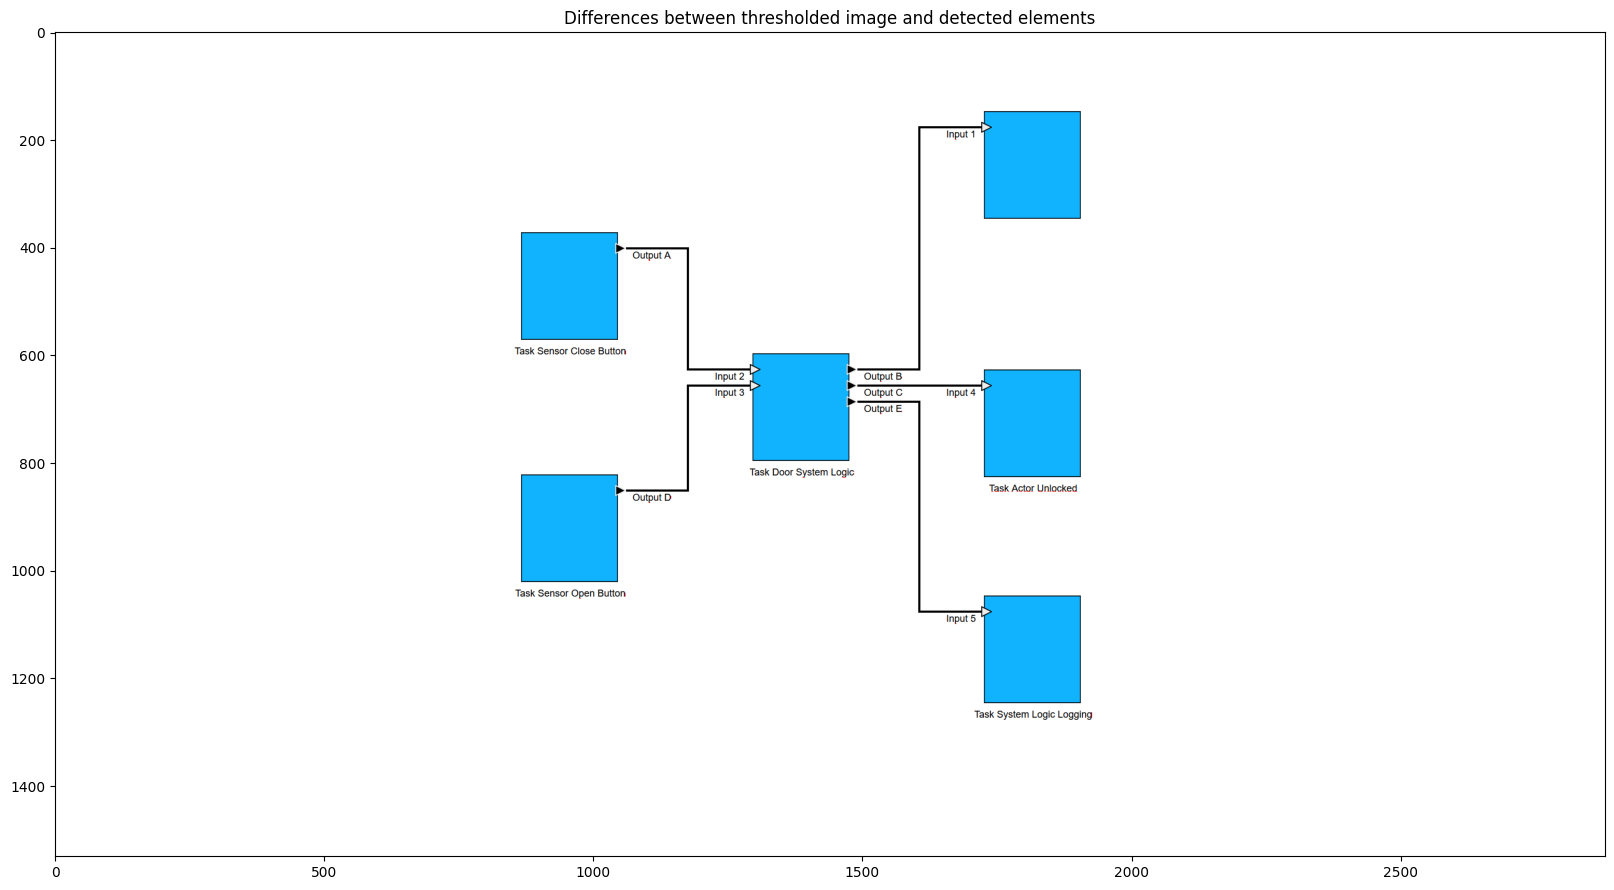 Differences between thresholded image and detected elements
0
200
400
600
800
1000
1200
1400
Input 1
Output A
Task Sensor Close Button
Input 2
Input 3
Output B
Output C
Output E
Input 4
Task Door System Logic
Task Actor Unlocked
Output D
Task Sensor Open Button
Input 5
Task System Logic Logging
0
500
1000
1500
2000
2500